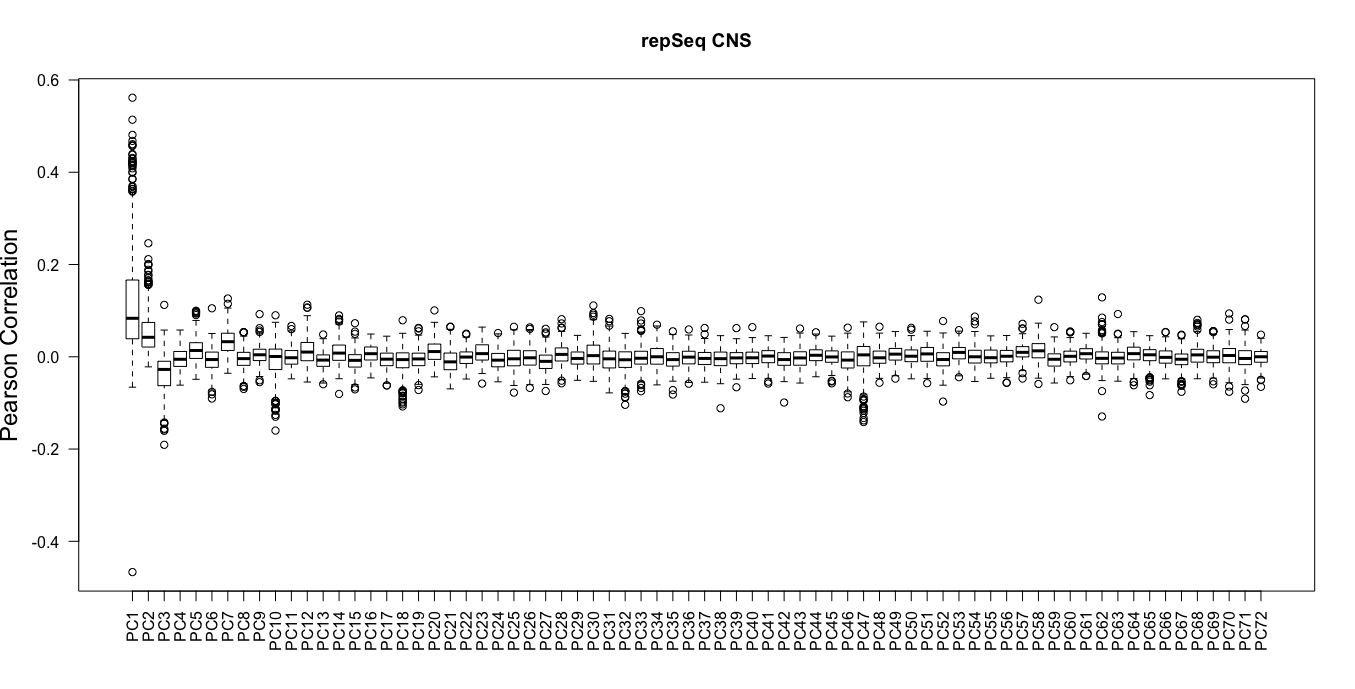 repSeq CNS
Pearson Correlation
0.6
0.4
0.2
0.0
-0.2
-0.4
PC1
PC2
PC3
PC4
PC5
PC6
PC7
PC8
PC9
PC10
PC11
PC12
PC13
PC14
PC15
PC16
PC17
PC18
PC19
PC20
PC21
PC22
PC23
PC24
PC25
PC26
PC27
PC28
PC29
PC30
PC31
PC32
PC33
PC34
PC35
PC36
PC37
PC38
PC39
PC40
PC41
PC42
PC43
PC44
PC45
PC46
PC47
PC48
PC49
PC50
PC51
PC52
PC53
PC54
PC55
PC56
PC57
PC58
PC59
PC60
PC61
PC62
PC63
PC64
PC65
PC66
PC67
PC68
PC69
PC70
PC71
PC72